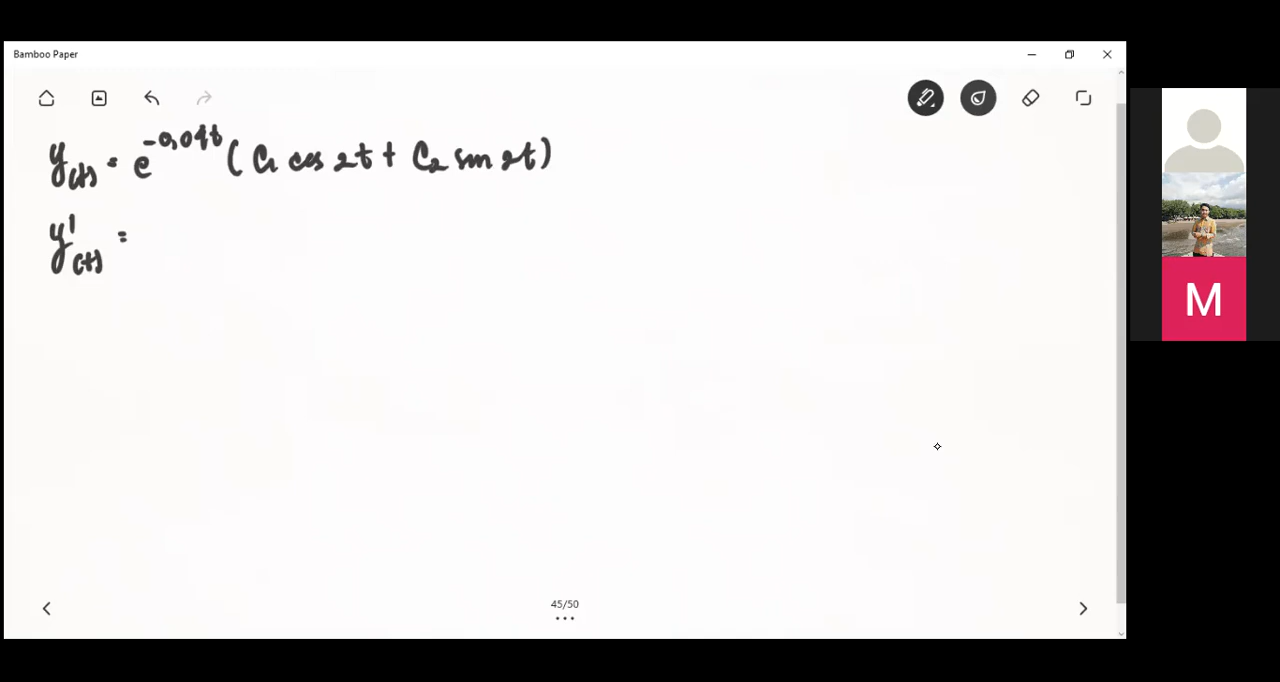 Bamboo Paper
y(t) = e^-0,04t (C1 cos 2t + C2 sin 2t)
y'(t) =
M
45/50